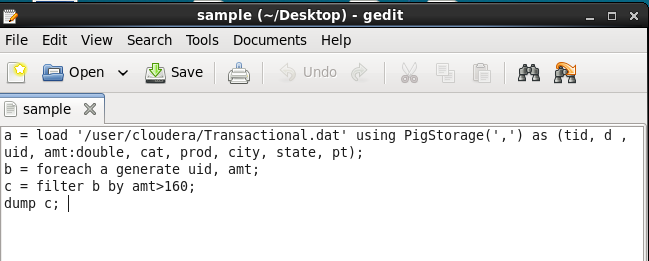 sample (~/Desktop) - gedit
File Edit View Search Tools Documents Help
Open Save Undo
sample
a = load '/user/cloudera/Transactional.dat' using PigStorage(',') as (tid, d ,
uid, amt:double, cat, prod, city, state, pt);
b = foreach a generate uid, amt;
c = filter b by amt>160;
dump c;